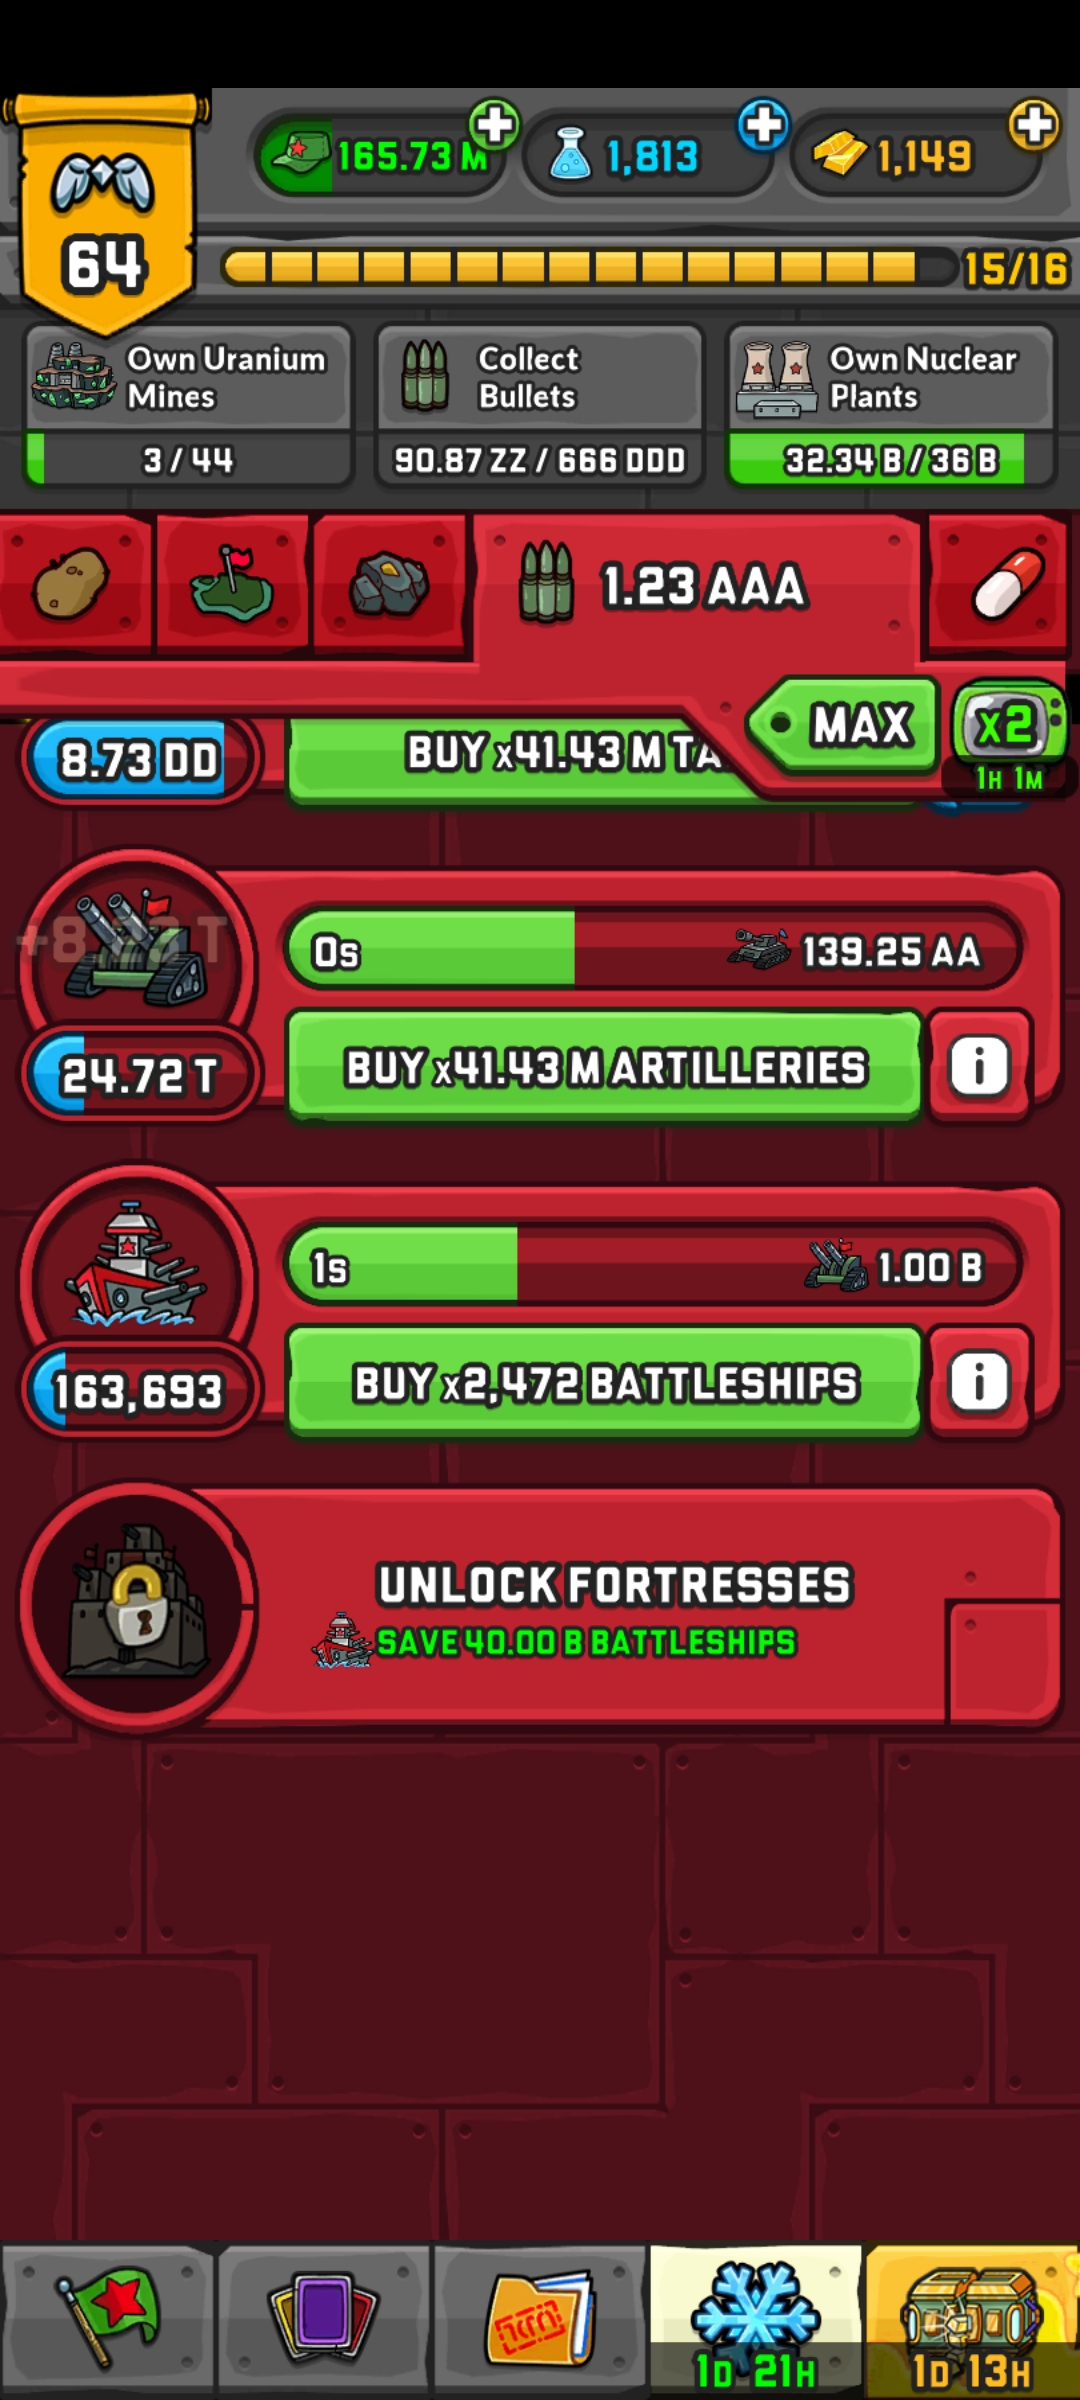 165.73 M
1,813
1,149
64
15/16
Own Uranium
Mines
3 / 44
Collect
Bullets
90.87 ZZ / 666 DDD
Own Nuclear
Plants
32.34 B / 36 B
1.23 AAA
MAX
x2
1H 1M
8.73 DD
BUY x41.43 M TA
+8.23 T
0s
139.25 AA
24.72 T
BUY x41.43 M ARTILLERIES
i
1s
1.00 B
163,693
BUY x2,472 BATTLESHIPS
i
UNLOCK FORTRESSES
SAVE 40.00 B BATTLESHIPS
1D 21H
1D 13H